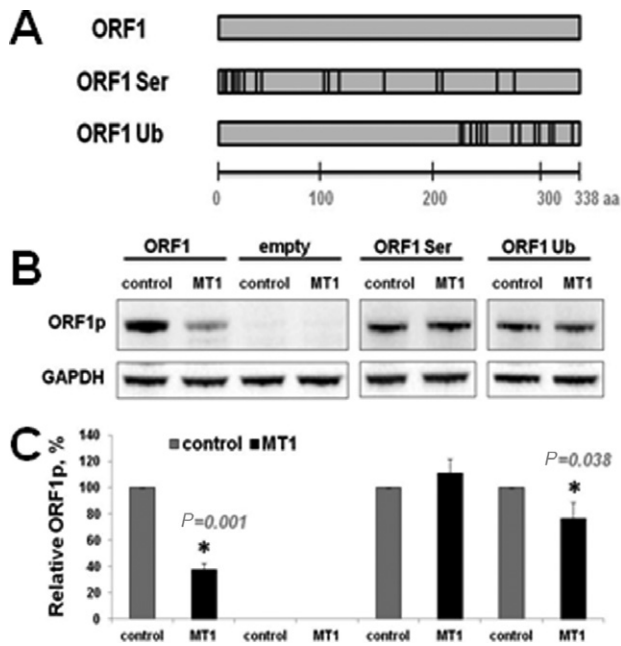 A
ORF1
ORF1 Ser
ORF1 Ub
0 100 200 300 338 aa
B
ORF1 empty ORF1 Ser ORF1 Ub
control MT1 control MT1 control MT1 control MT1
ORF1p
GAPDH
C
Relative ORF1p, %
140
120
100
80
60
40
20
0
control MT1
P=0.001
*
P=0.038
*
control MT1 control MT1 control MT1 control MT1